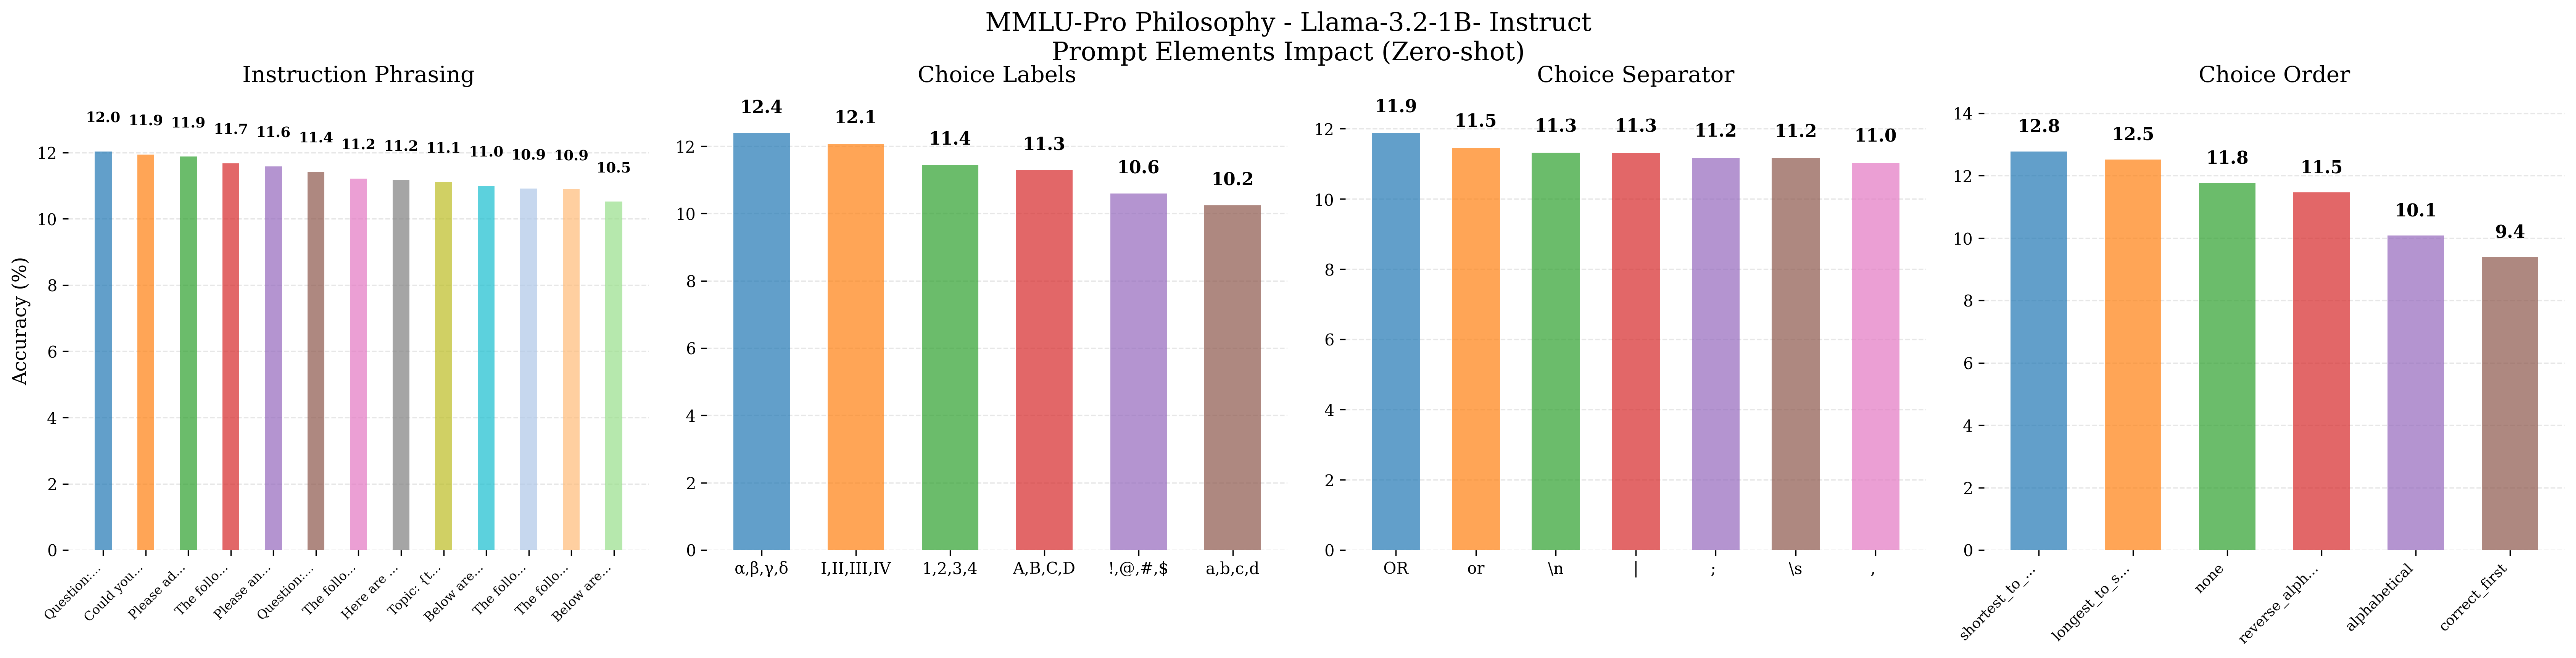 MMLU-Pro Philosophy - Llama-3.2-1B- Instruct
Prompt Elements Impact (Zero-shot)
Instruction Phrasing
Accuracy (%)
12
10
8
6
4
2
0
12.0 11.9 11.9 11.7 11.6 11.4 11.2 11.2 11.1 11.0 10.9 10.9 10.5
Question:...
Could you...
Please ad...
The follo...
Please an...
Question:...
The follo...
Here are ...
Topic: {t...
Below are...
The follo...
The follo...
Below are...
Choice Labels
12
10
8
6
4
2
0
12.4 12.1 11.4 11.3 10.6 10.2
α,β,γ,δ I,II,III,IV 1,2,3,4 A,B,C,D !,@,#,$ a,b,c,d
Choice Separator
12
10
8
6
4
2
0
11.9 11.5 11.3 11.3 11.2 11.2 11.0
OR or \n | ; \s ,
Choice Order
14
12
10
8
6
4
2
0
12.8 12.5 11.8 11.5 10.1 9.4
shortest_to_...
longest_to_s...
none
reverse_alph...
alphabetical
correct_first